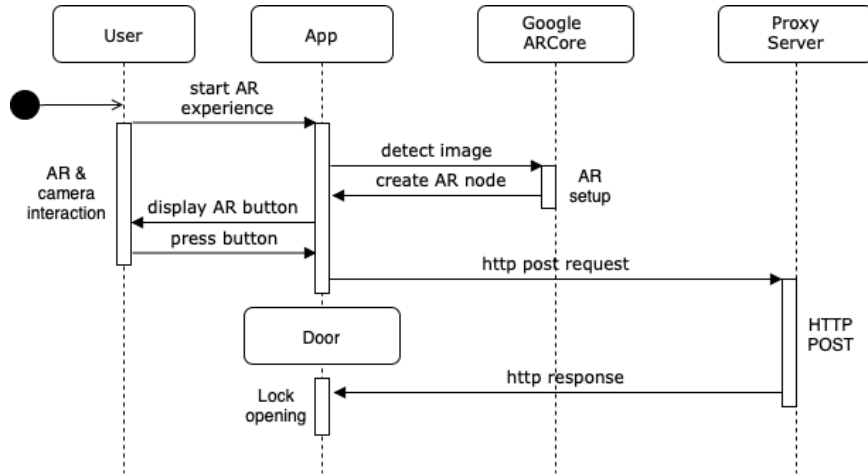 User
App
Google
ARCore
Proxy
Server
start AR
experience
detect image
AR &
camera
interaction
create AR node
AR
setup
display AR button
press button
http post request
Door
HTTP
POST
http response
Lock
opening